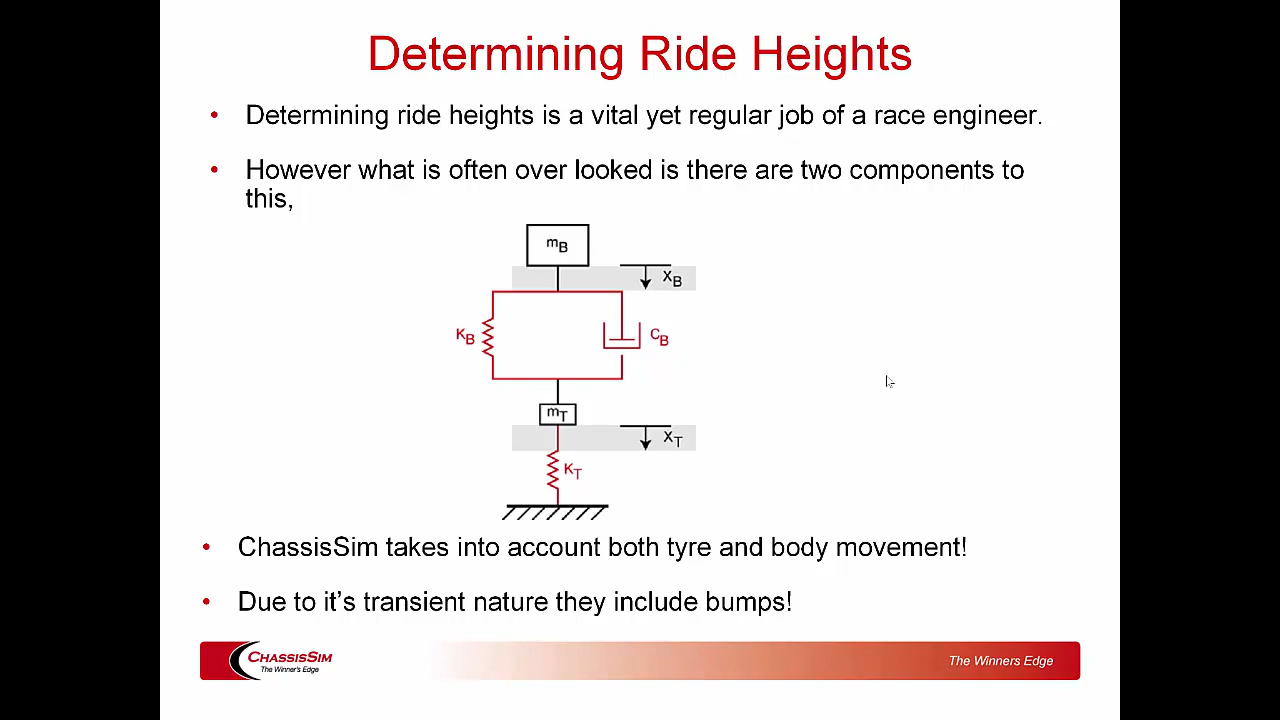 Determining Ride Heights
• Determining ride heights is a vital yet regular job of a race engineer.
• However what is often over looked is there are two components to
this,
mB
xB
KB
CB
mT
xT
KT
• ChassisSim takes into account both tyre and body movement!
• Due to it's transient nature they include bumps!
ChassisSim
The Winner's Edge
The Winners Edge